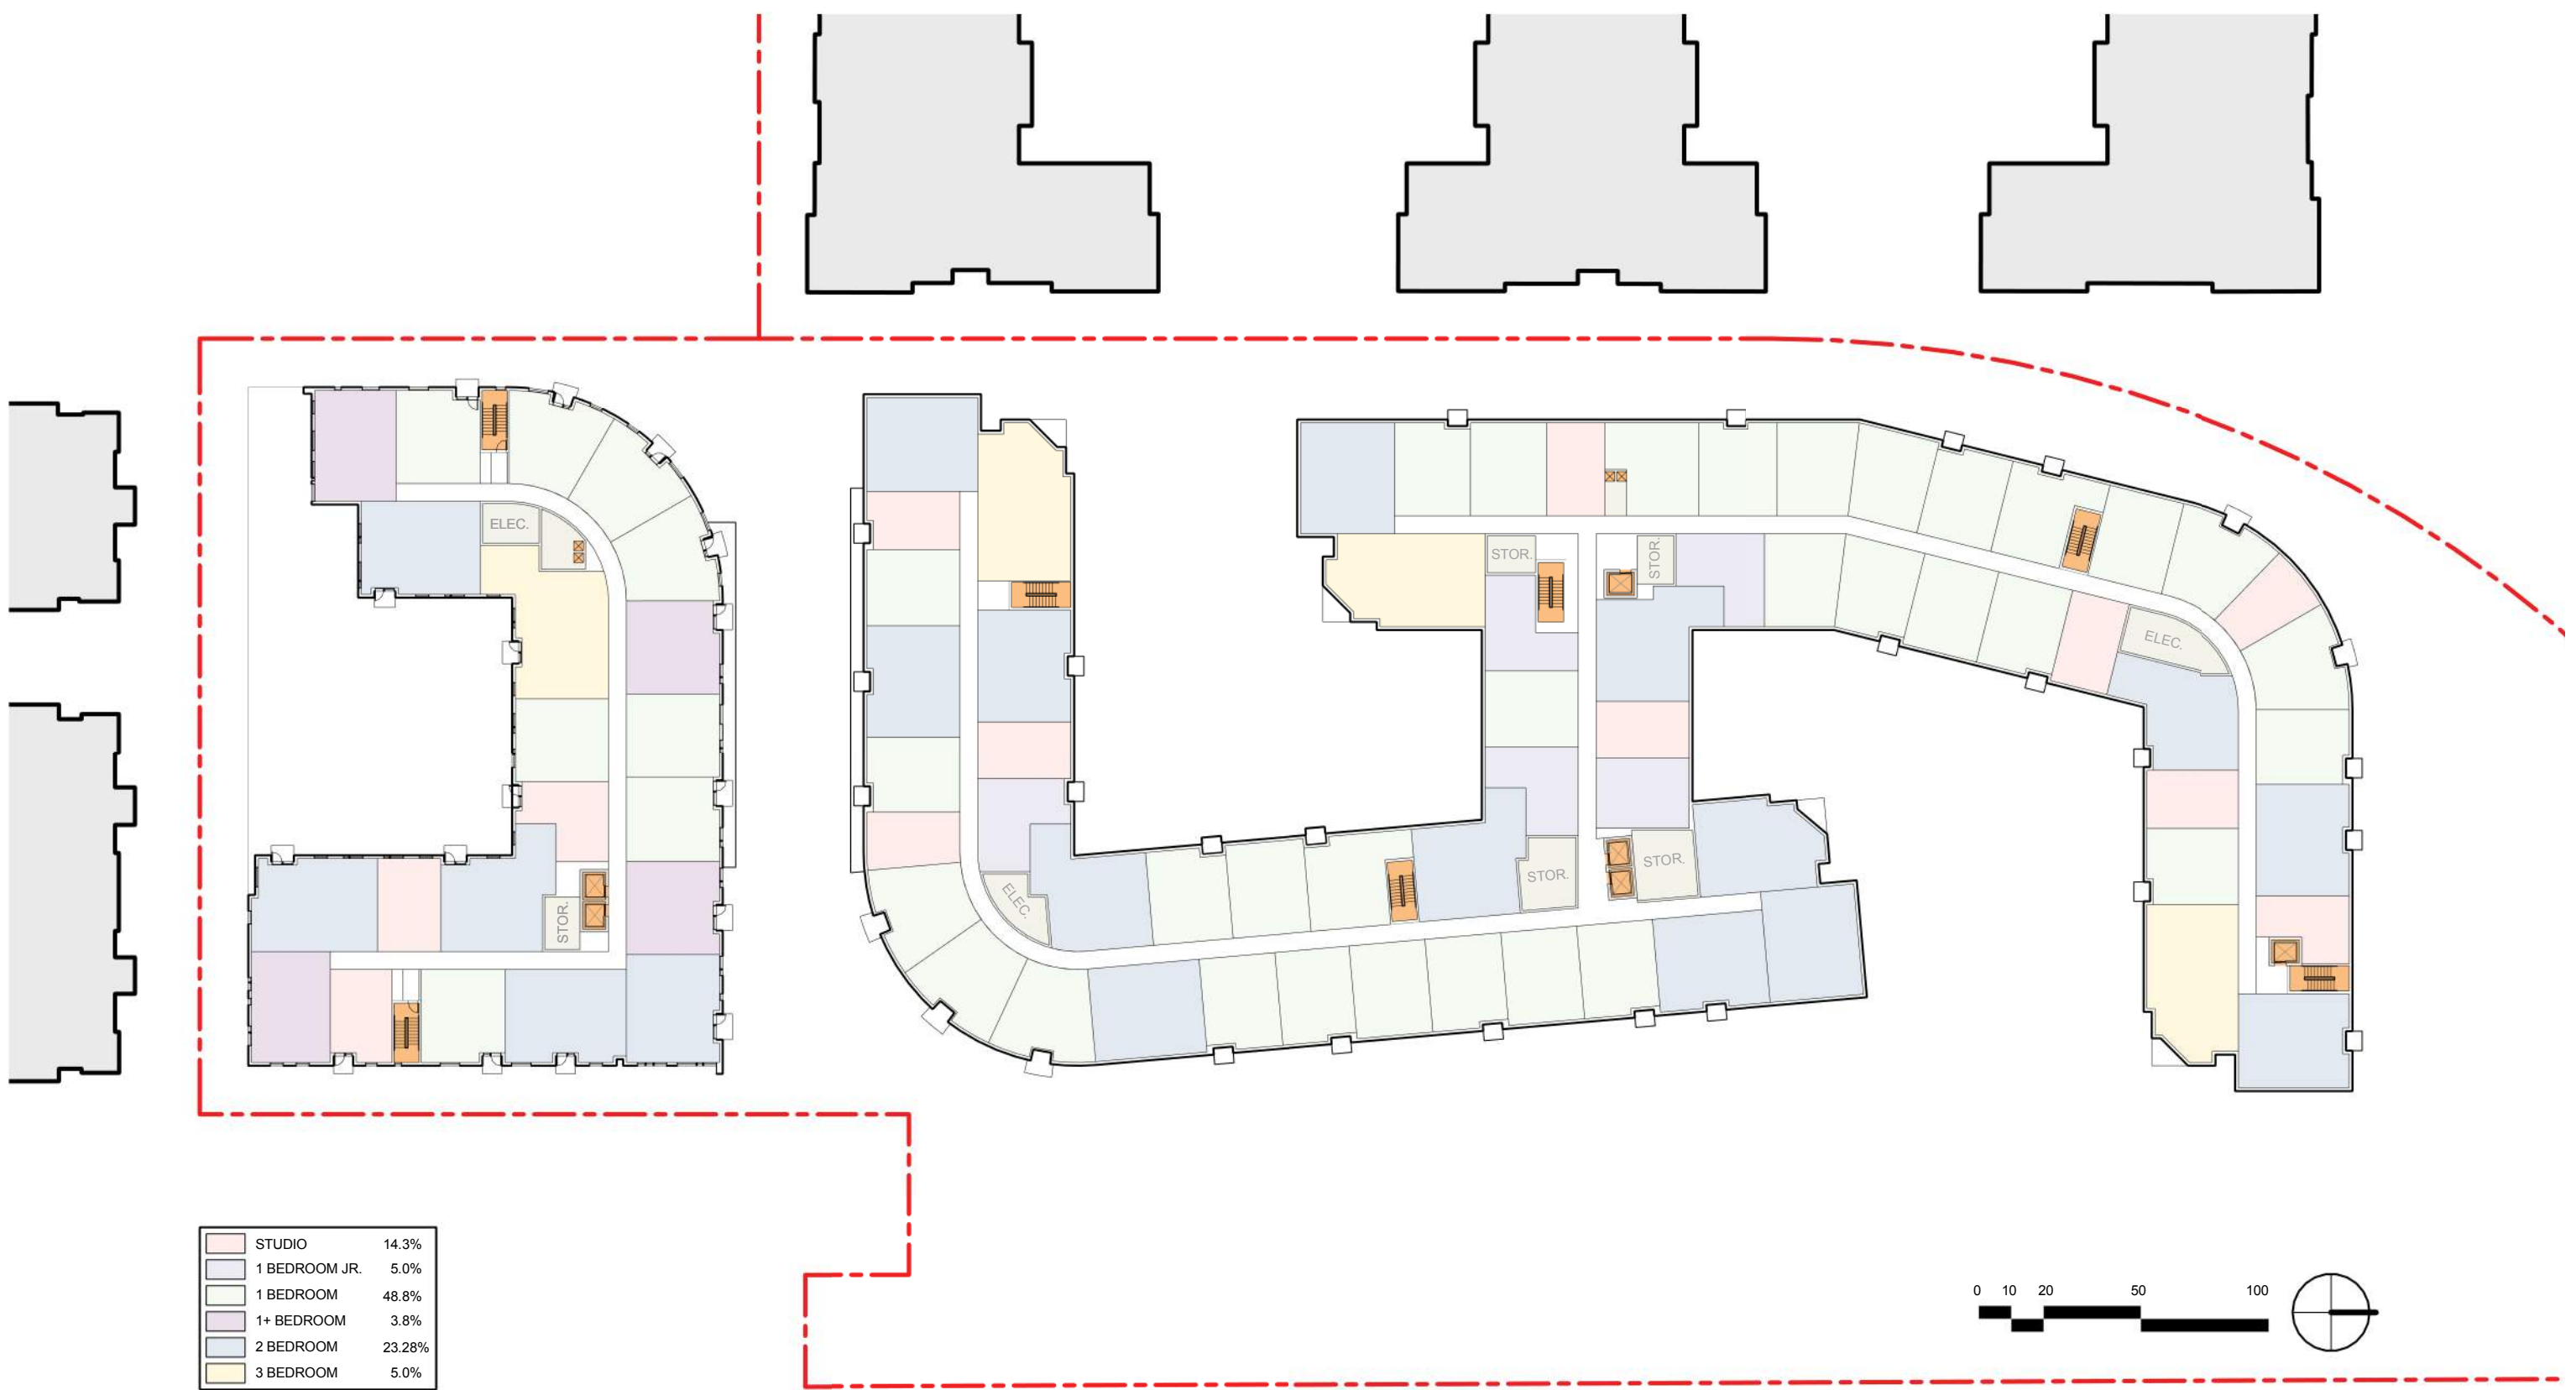 ELEC.
STOR.
STOR.
STOR.
ELEC.
STOR.
STOR.
ELEC.
STOR.
STUDIO 14.3%
1 BEDROOM JR. 5.0%
1 BEDROOM 48.8%
1+ BEDROOM 3.8%
2 BEDROOM 23.28%
3 BEDROOM 5.0%
0 10 20 50 100